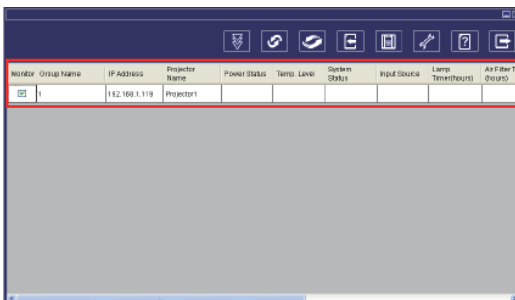 Monitor Group Name IP Address Projector Name Power Status Temp. Level System Status Input Source Lamp Timer(hours) Air Filter T (hours)
1 192.168.1.119 Projector1